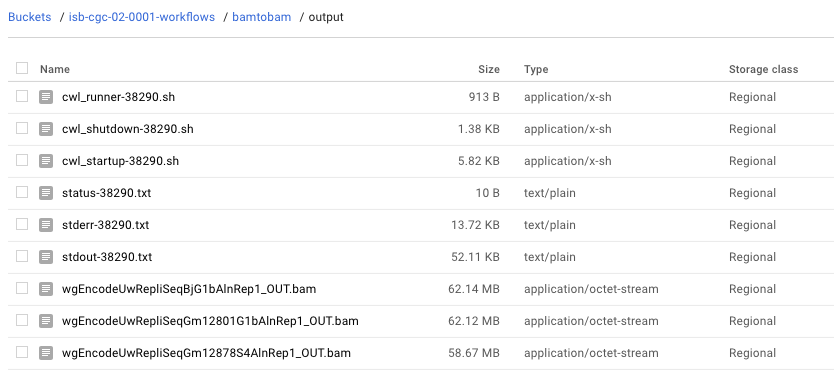 Buckets / isb-cgc-02-0001-workflows / bamtobam / output
Name Size Type Storage class
cwl_runner-38290.sh 913 B application/x-sh Regional
cwl_shutdown-38290.sh 1.38 KB application/x-sh Regional
cwl_startup-38290.sh 5.82 KB application/x-sh Regional
status-38290.txt 10 B text/plain Regional
stderr-38290.txt 13.72 KB text/plain Regional
stdout-38290.txt 52.11 KB text/plain Regional
wgEncodeUwRepliSeqBjG1bAlnRep1_OUT.bam 62.14 MB application/octet-stream Regional
wgEncodeUwRepliSeqGm12801G1bAlnRep1_OUT.bam 62.12 MB application/octet-stream Regional
wgEncodeUwRepliSeqGm12878S4AlnRep1_OUT.bam 58.67 MB application/octet-stream Regional